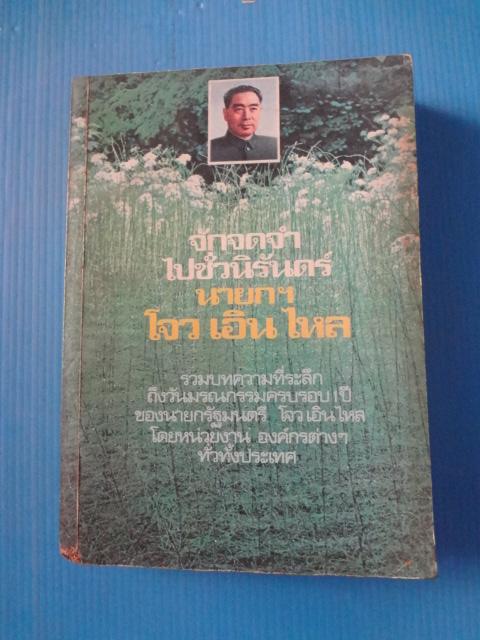 จักจดจำ
ไปชั่วนิรันดร์
นายกฯ
โจว เอิน ไหล
รวมบทความที่ระลึก
ถึงวันมรณกรรมครบรอบ 1 ปี
ของนายกรัฐมนตรี โจว เอิน ไหล
โดยหน่วยงาน องค์กรต่างๆ
ทั่วทั้งประเทศ